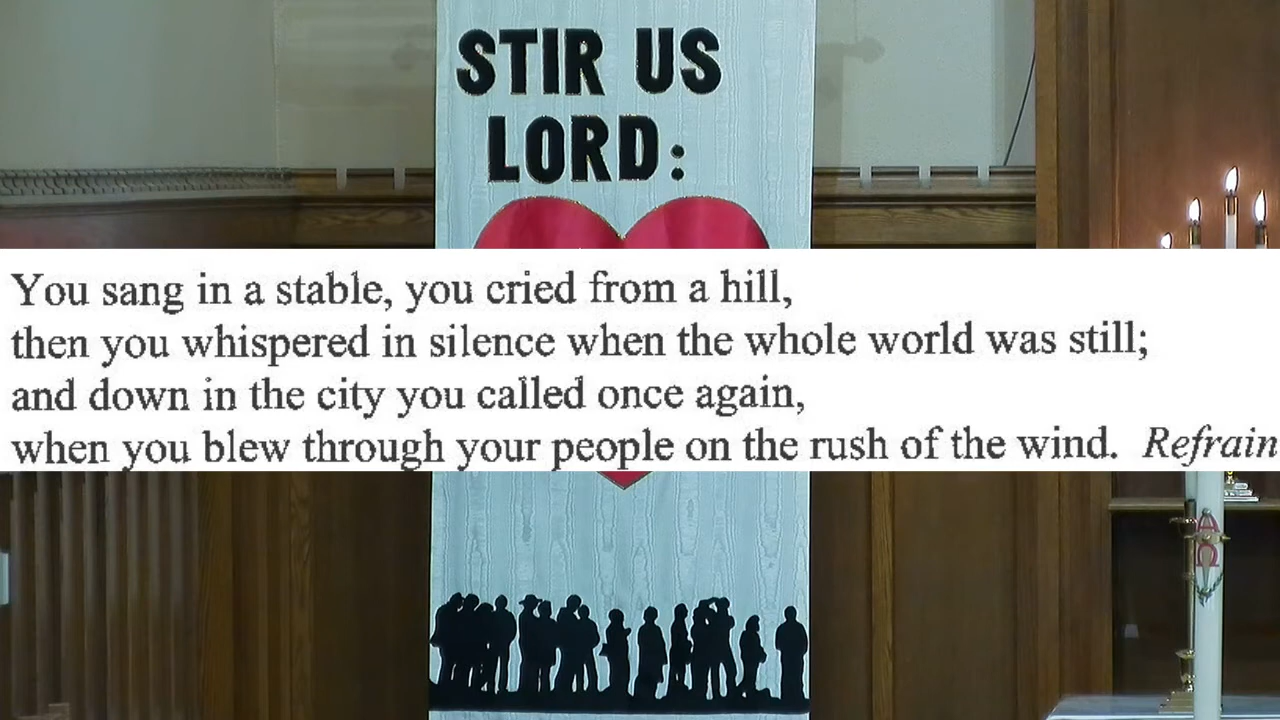 STIR US
LORD:
You sang in a stable, you cried from a hill,
then you whispered in silence when the whole world was still;
and down in the city you called once again,
when you blew through your people on the rush of the wind. Refrain
Α
Ω